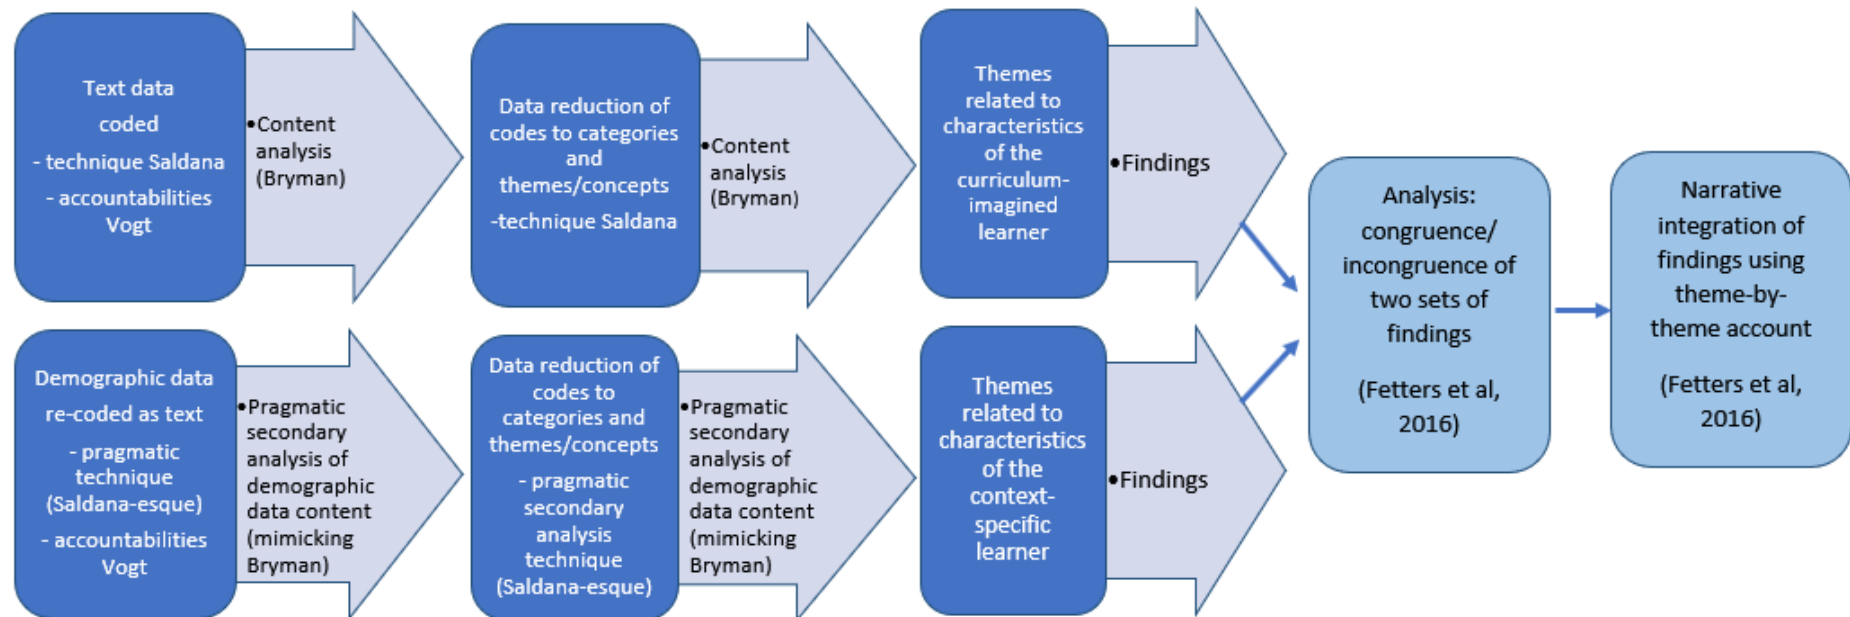 Text data
coded
- technique Saldana
- accountabilities
Vogt
•Content
analysis
(Bryman)
Data reduction of
codes to categories
and
themes/concepts
-technique Saldana
•Content
analysis
(Bryman)
Themes
related to
characteristics
of the
curriculum-
imagined
learner
•Findings
Demographic data
re-coded as text
- pragmatic
technique
(Saldana-esque)
- accountabilities
Vogt
•Pragmatic
secondary
analysis of
demographic
data content
(mimicking
Bryman)
Data reduction of
codes to
categories and
themes/concepts
- pragmatic
secondary
analysis
technique
(Saldana-esque)
•Pragmatic
secondary
analysis of
demographic
data content
(mimicking
Bryman)
Themes
related to
characteristics
of the
context-
specific
learner
•Findings
Analysis:
congruence/
incongruence of
two sets of
findings
(Fetters et al,
2016)
Narrative
integration of
findings using
theme-by-
theme account
(Fetters et al,
2016)